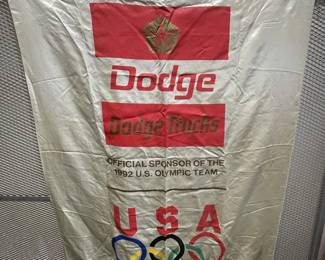 Dodge
Dodge Trucks
OFFICIAL SPONSOR OF THE
1992 U.S. OLYMPIC TEAM
USA